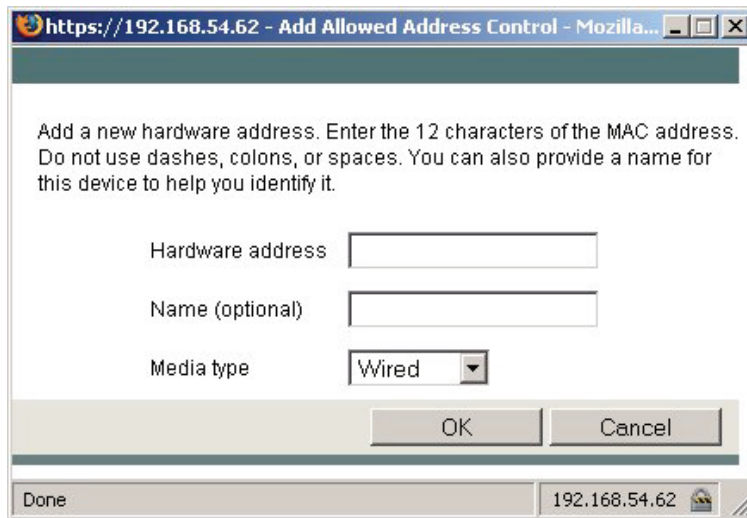 https://192.168.54.62 - Add Allowed Address Control - Mozilla...
Add a new hardware address. Enter the 12 characters of the MAC address.
Do not use dashes, colons, or spaces. You can also provide a name for
this device to help you identify it.
Hardware address
Name (optional)
Media type
Wired
OK
Cancel
Done
192.168.54.62